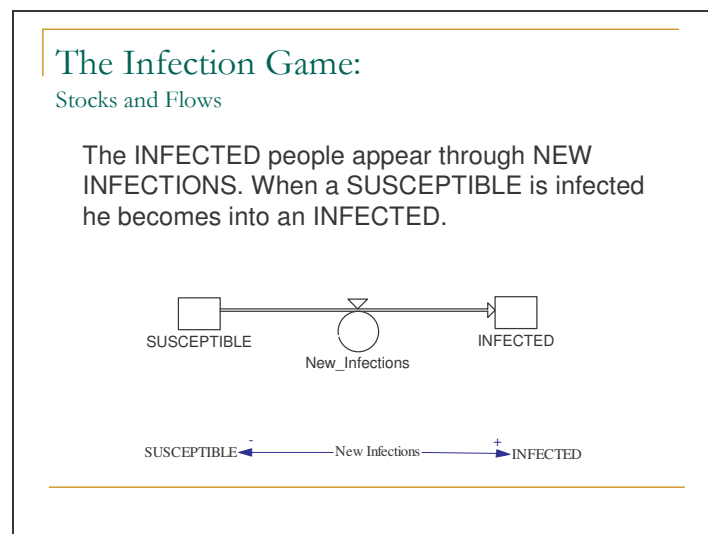 The Infection Game:
Stocks and Flows
The INFECTED people appear through NEW
INFECTIONS. When a SUSCEPTIBLE is infected
he becomes into an INFECTED.
SUSCEPTIBLE
New_Infections
INFECTED
SUSCEPTIBLE - New Infections + INFECTED